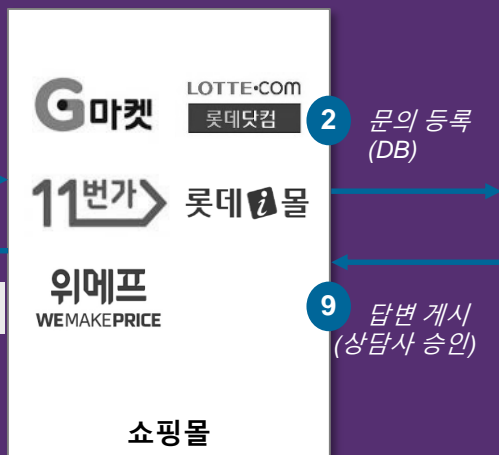 G마켓
LOTTE.COM
롯데닷컴
2
문의 등록
(DB)
11번가
롯데i몰
위메프
WEMAKEPRICE
9
답변 게시
(상담사 승인)
쇼핑몰